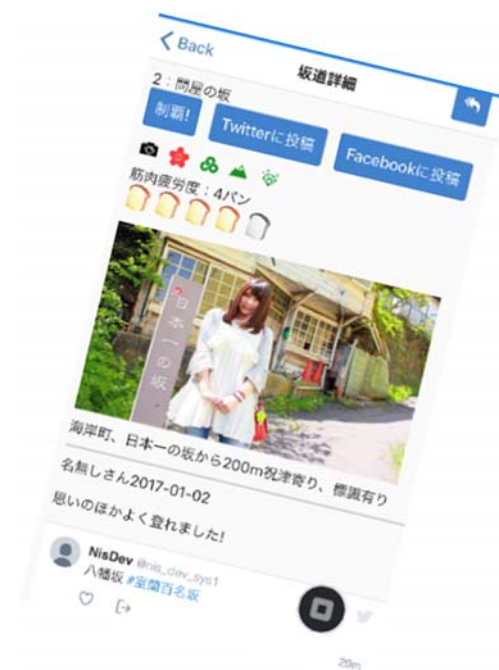 Back
坂道詳細
2：問屋の坂
制覇!
Twitterに投稿
Facebookに投稿
筋肉疲労度：4パン
日本一の坂
海岸町、日本一の坂から200m祝津寄り、標識有り
名無しさん2017-01-02
思いのほかよく登れました!
NisDev @nis_dev_sys1
八幡坂 #室蘭百名坂
29m